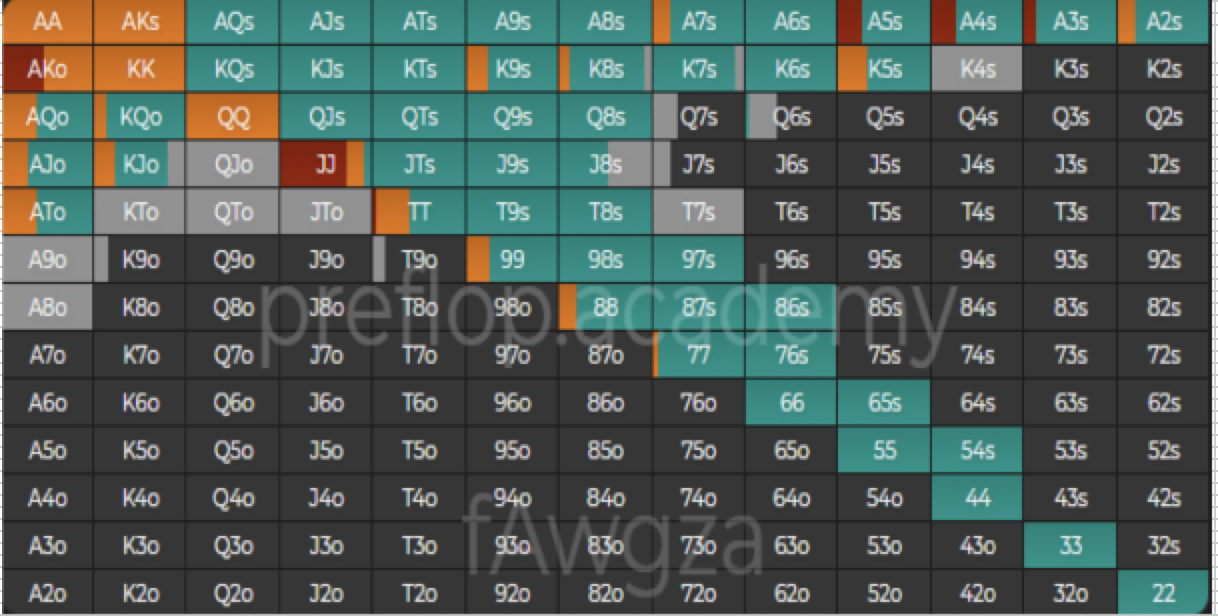 AA AKs AQs AJs ATs A9s A8s A7s A6s A5s A4s A3s A2s
AKo KK KQs KJs KTs K9s K8s K7s K6s K5s K4s K3s K2s
AQo KQo QQ QJs QTs Q9s Q8s Q7s Q6s Q5s Q4s Q3s Q2s
AJo KJo QJo JJ JTs J9s J8s J7s J6s J5s J4s J3s J2s
ATo KTo QTo JTo TT T9s T8s T7s T6s T5s T4s T3s T2s
A9o K9o Q9o J9o T9o 99 98s 97s 96s 95s 94s 93s 92s
A8o K8o Q8o J8o T8o 98o 88 87s 86s 85s 84s 83s 82s
preflop.academy
A7o K7o Q7o J7o T7o 97o 87o 77 76s 75s 74s 73s 72s
A6o K6o Q6o J6o T6o 96o 86o 76o 66 65s 64s 63s 62s
A5o K5o Q5o J5o T5o 95o 85o 75o 65o 55 54s 53s 52s
A4o K4o Q4o J4o T4o 94o 84o 74o 64o 54o 44 43s 42s
fAwgza
A3o K3o Q3o J3o T3o 93o 83o 73o 63o 53o 43o 33 32s
A2o K2o Q2o J2o T2o 92o 82o 72o 62o 52o 42o 32o 22